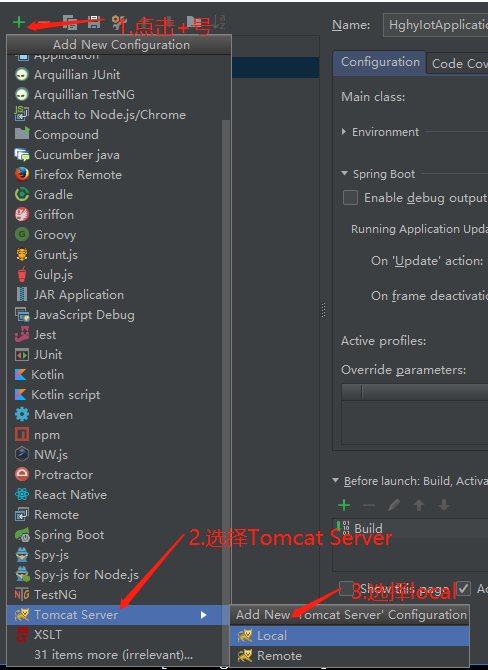 1.点击+号
Add New Configuration
Application
Arquillian JUnit
Arquillian TestNG
Attach to Node.js/Chrome
Compound
Cucumber java
Firefox Remote
Gradle
Griffon
Groovy
Grunt.js
Gulp.js
JAR Application
JavaScript Debug
Jest
JUnit
Kotlin
Kotlin script
Maven
npm
NW.js
Protractor
React Native
Remote
Spring Boot
Spy-js
Spy-js for Node.js
TestNG
Tomcat Server
XSLT
31 items more (irrelevant)...
2.选择Tomcat Server
3.选择local
Add New 'Tomcat Server' Configuration
Local
Remote
Name: HghyIotApplication
Configuration Code Cov
Main class:
Environment
Spring Boot
Enable debug output
Running Application Upda
On 'Update' action:
On frame deactivatio
Active profiles:
Override parameters:
Before launch: Build, Activa
Build
Show this page